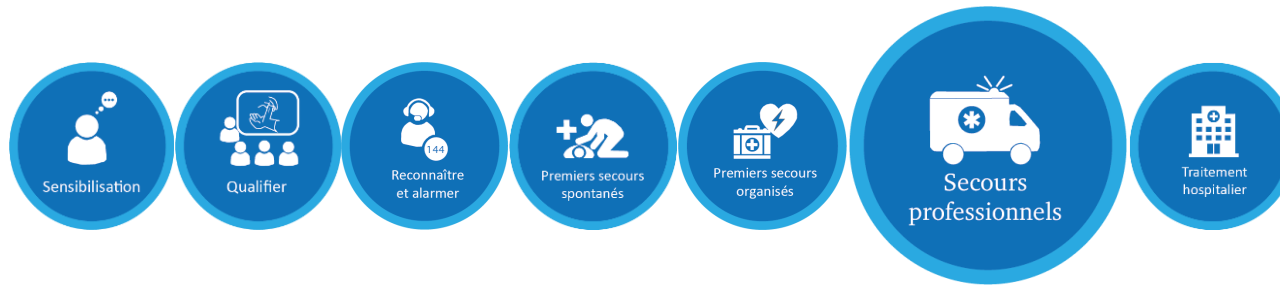 Sensibilisation
Qualifier
144
Reconnaître
et alarmer
Premiers secours
spontanés
Premiers secours
organisés
Secours
professionnels
Traitement
hospitalier